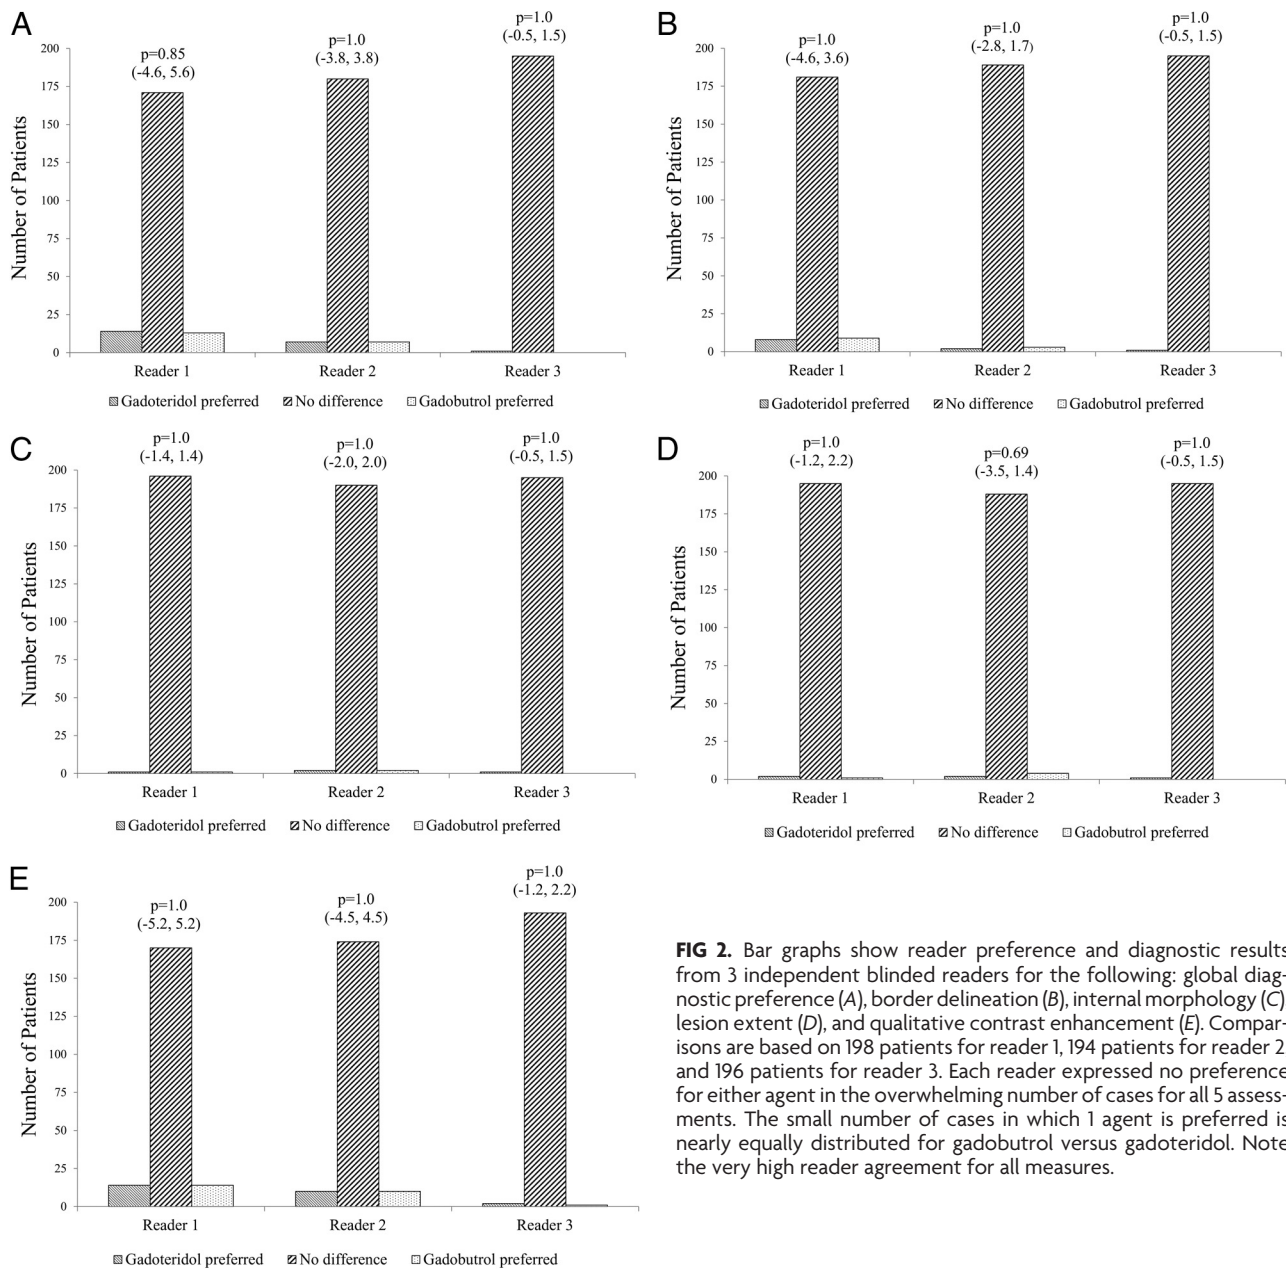 A
p=0.85
(-4.6, 5.6)
p=1.0
(-3.8, 3.8)
p=1.0
(-0.5, 1.5)
Number of Patients
200
175
150
125
100
75
50
25
0
Reader 1
Reader 2
Reader 3
Gadoteridol preferred
No difference
Gadobutrol preferred
B
p=1.0
(-4.6, 3.6)
p=1.0
(-2.8, 1.7)
p=1.0
(-0.5, 1.5)
Number of Patients
200
175
150
125
100
75
50
25
0
Reader 1
Reader 2
Reader 3
Gadoteridol preferred
No difference
Gadobutrol preferred
C
p=1.0
(-1.4, 1.4)
p=1.0
(-2.0, 2.0)
p=1.0
(-0.5, 1.5)
Number of Patients
200
175
150
125
100
75
50
25
0
Reader 1
Reader 2
Reader 3
Gadoteridol preferred
No difference
Gadobutrol preferred
D
p=1.0
(-1.2, 2.2)
p=0.69
(-3.5, 1.4)
p=1.0
(-0.5, 1.5)
Number of Patients
200
175
150
125
100
75
50
25
0
Reader 1
Reader 2
Reader 3
Gadoteridol preferred
No difference
Gadobutrol preferred
E
p=1.0
(-5.2, 5.2)
p=1.0
(-4.5, 4.5)
p=1.0
(-1.2, 2.2)
Number of Patients
200
175
150
125
100
75
50
25
0
Reader 1
Reader 2
Reader 3
Gadoteridol preferred
No difference
Gadobutrol preferred
FIG 2. Bar graphs show reader preference and diagnostic results
from 3 independent blinded readers for the following: global diag-
nostic preference (A), border delineation (B), internal morphology (C)
lesion extent (D), and qualitative contrast enhancement (E). Compar-
isons are based on 198 patients for reader 1, 194 patients for reader 2
and 196 patients for reader 3. Each reader expressed no preference
for either agent in the overwhelming number of cases for all 5 assess-
ments. The small number of cases in which 1 agent is preferred is
nearly equally distributed for gadobutrol versus gadoteridol. Note
the very high reader agreement for all measures.